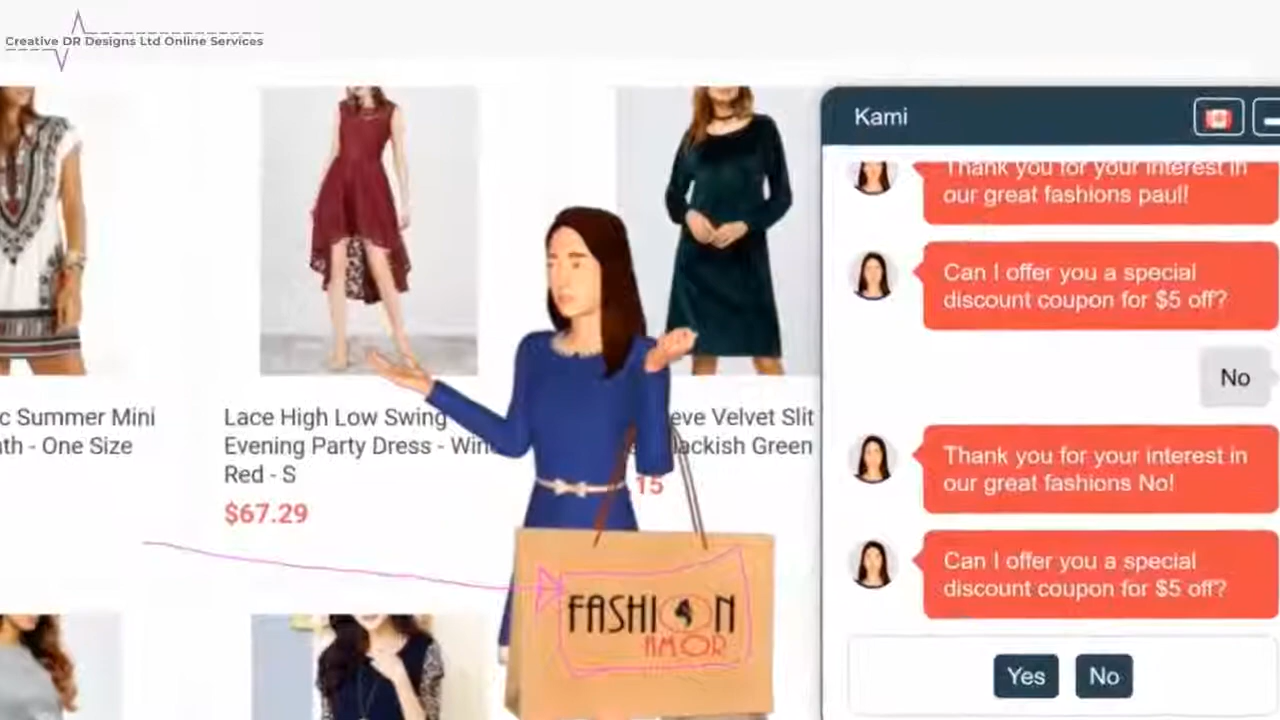 Creative DR Designs Ltd Online Services
c Summer Mini
th - One Size
Lace High Low Swing
Evening Party Dress - Wine
Red - S
$67.29
eve Velvet Slit
lackish Green
15
FASHION
AMOR
Kami
Thank you for your interest in
our great fashions paul!
Can I offer you a special
discount coupon for $5 off?
No
Thank you for your interest in
our great fashions No!
Can I offer you a special
discount coupon for $5 off?
Yes
No